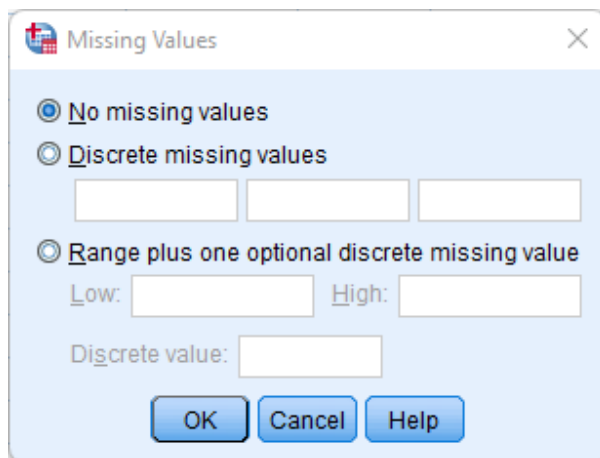 Missing Values
No missing values
Discrete missing values
Range plus one optional discrete missing value
Low: High:
Discrete value:
OK Cancel Help